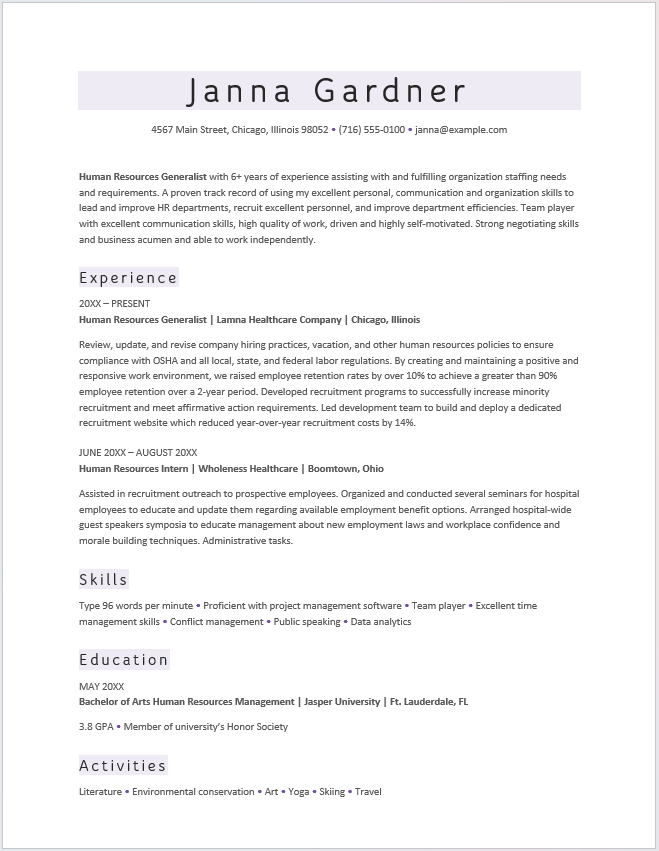 Janna Gardner
4567 Main Street, Chicago, Illinois 98052 • (716) 555-0100 • janna@example.com
Human Resources Generalist with 6+ years of experience assisting with and fulfilling organization staffing needs
and requirements. A proven track record of using my excellent personal, communication and organization skills to
lead and improve HR departments, recruit excellent personnel, and improve department efficiencies. Team player
with excellent communication skills, high quality of work, driven and highly self-motivated. Strong negotiating skills
and business acumen and able to work independently.
Experience
20XX – PRESENT
Human Resources Generalist | Lamna Healthcare Company | Chicago, Illinois
Review, update, and revise company hiring practices, vacation, and other human resources policies to ensure
compliance with OSHA and all local, state, and federal labor regulations. By creating and maintaining a positive and
responsive work environment, we raised employee retention rates by over 10% to achieve a greater than 90%
employee retention over a 2-year period. Developed recruitment programs to successfully increase minority
recruitment and meet affirmative action requirements. Led development team to build and deploy a dedicated
recruitment website which reduced year-over-year recruitment costs by 14%.
JUNE 20XX – AUGUST 20XX
Human Resources Intern | Wholeness Healthcare | Boomtown, Ohio
Assisted in recruitment outreach to prospective employees. Organized and conducted several seminars for hospital
employees to educate and update them regarding available employment benefit options. Arranged hospital-wide
guest speakers symposia to educate management about new employment laws and workplace confidence and
morale building techniques. Administrative tasks.
Skills
Type 96 words per minute • Proficient with project management software • Team player • Excellent time
management skills • Conflict management • Public speaking • Data analytics
Education
MAY 20XX
Bachelor of Arts Human Resources Management | Jasper University | Ft. Lauderdale, FL
3.8 GPA • Member of university's Honor Society
Activities
Literature • Environmental conservation • Art • Yoga • Skiing • Travel